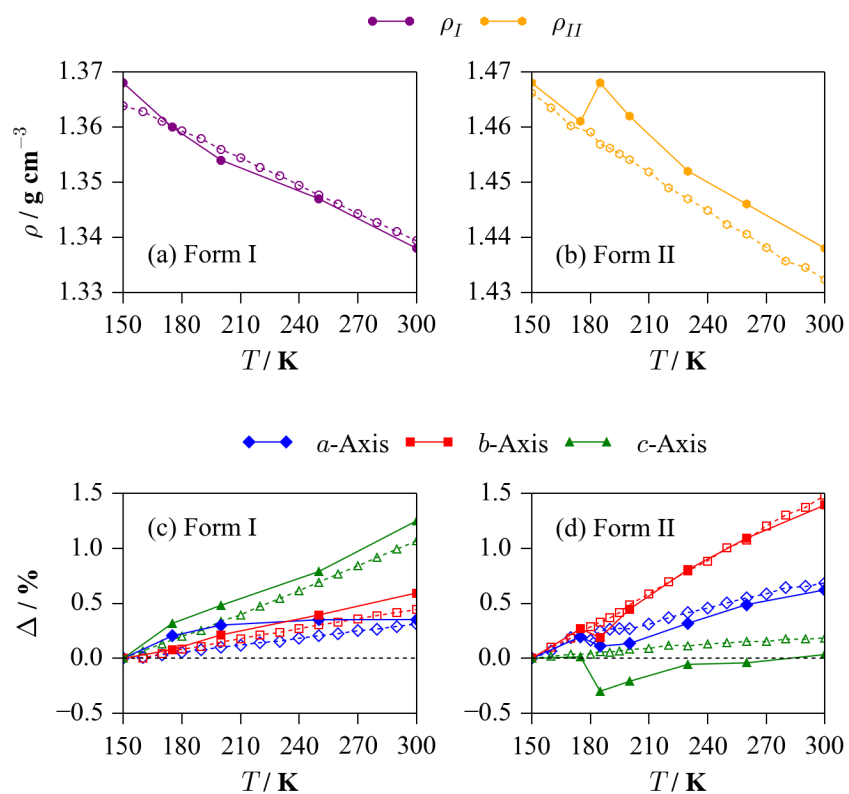 ρ_I ρ_II
1.37 1.47
1.36 1.46
1.35 1.45
1.34 1.44
1.33 1.43
ρ / g cm⁻³
(a) Form I (b) Form II
150 180 210 240 270 300 150 180 210 240 270 300
T / K T / K
a-Axis b-Axis c-Axis
1.5 1.5
(c) Form I (d) Form II
1.0 1.0
0.5 0.5
0.0 0.0
−0.5 −0.5
Δ / %
150 180 210 240 270 300 150 180 210 240 270 300
T / K T / K